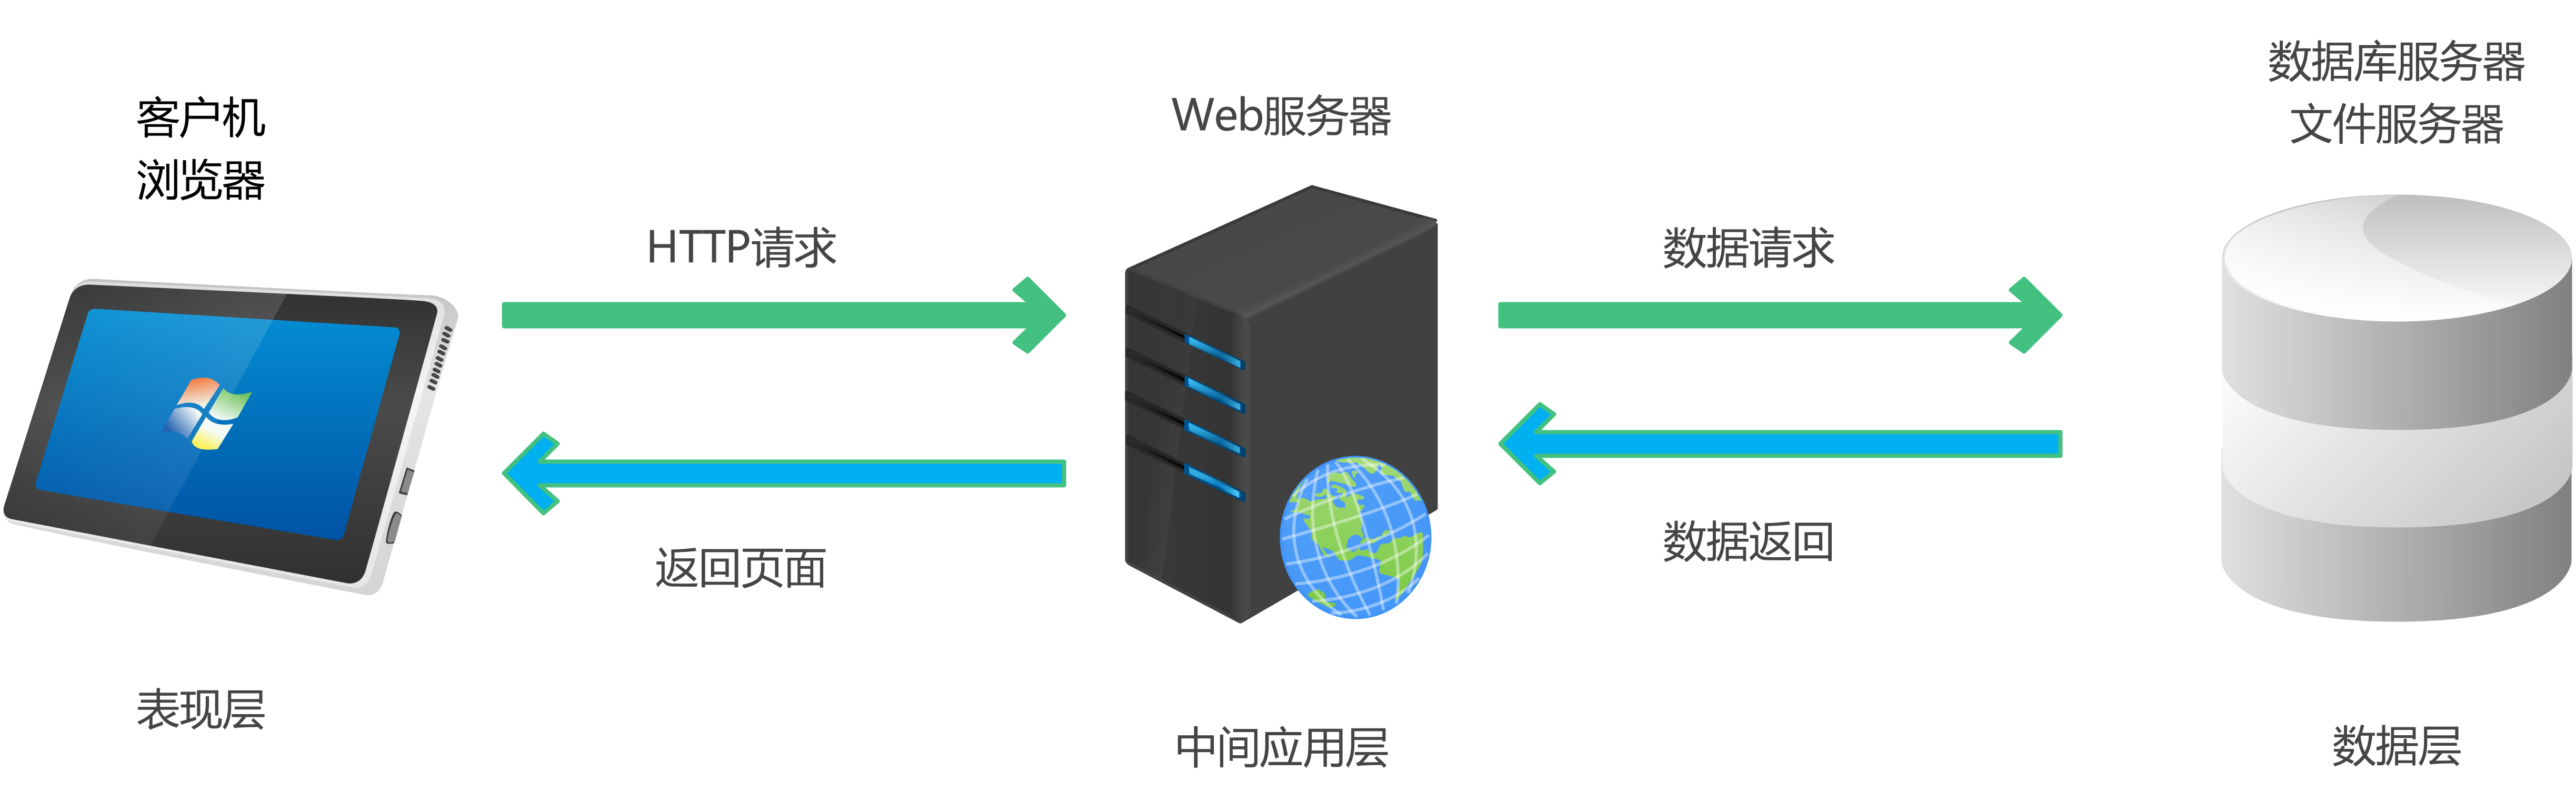 客户机
浏览器
HTTP请求
返回页面
表现层
Web服务器
中间应用层
数据请求
数据返回
数据库服务器
文件服务器
数据层